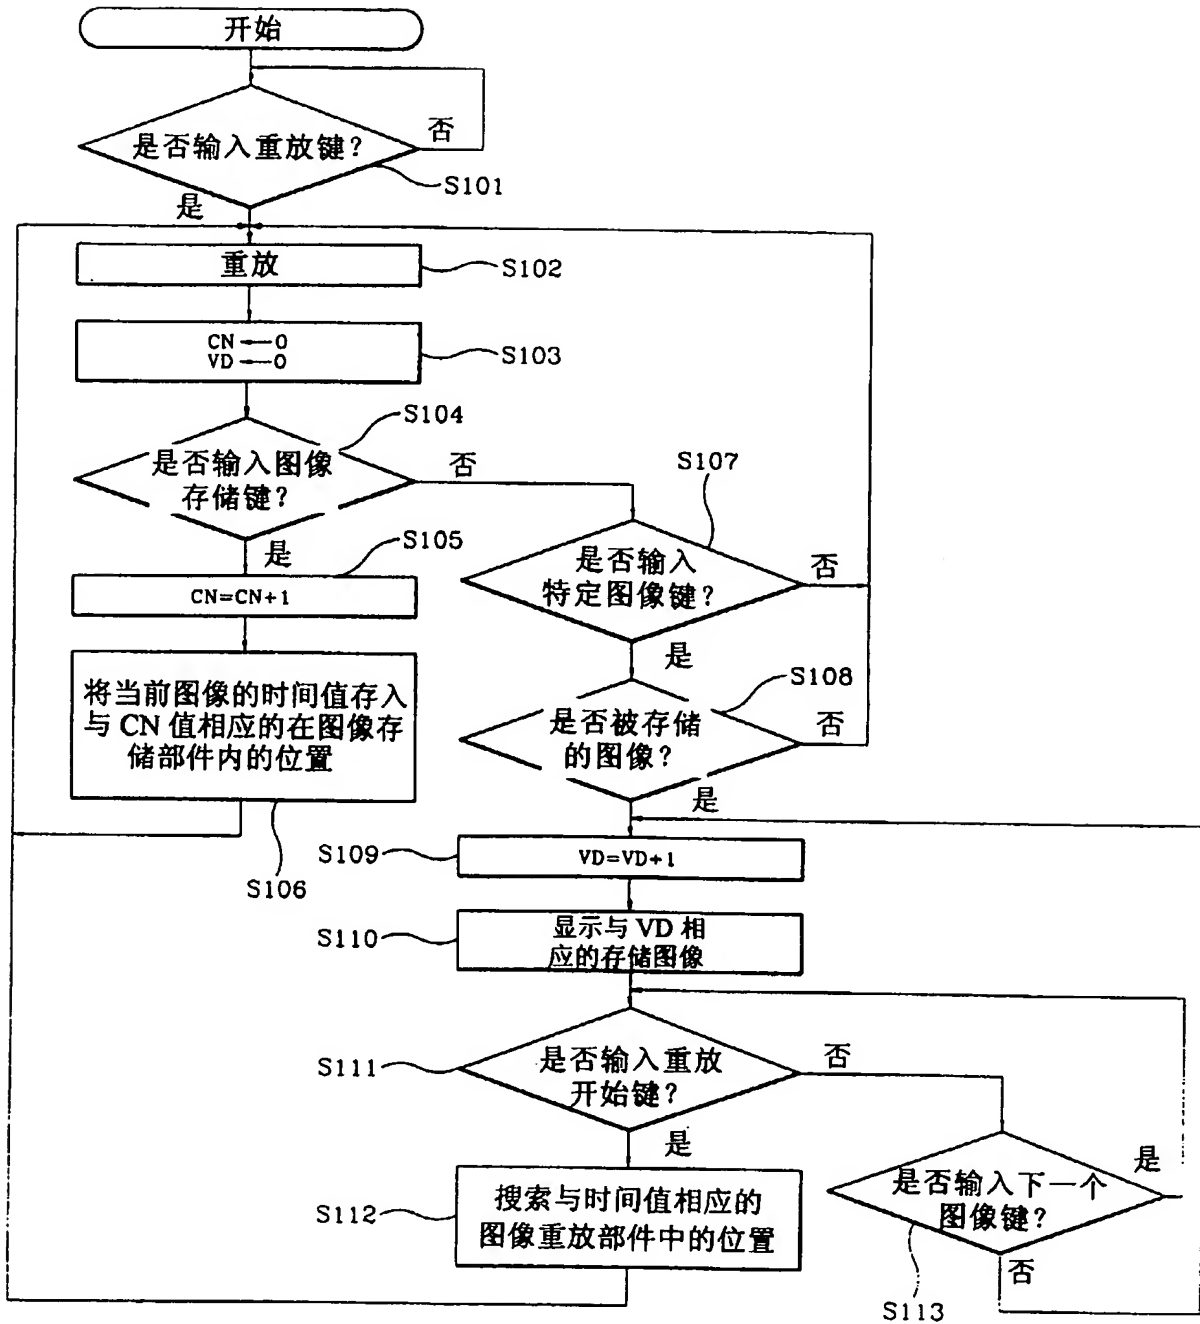 开始
是否输入重放键？
否
S101
是
重放
S102
CN←0
VD←0
S103
S104
是否输入图像
存储键？
否
是
S105
CN=CN+1
将当前图像的时间值存入
与 CN 值相应的在图像存
储部件内的位置
S106
S107
是否输入
特定图像键？
否
是
S108
是否被存储
的图像？
否
是
S109
VD=VD+1
S110
显示与 VD 相
应的存储图像
S111
是否输入重放
开始键？
否
是
S112
搜索与时间值相应的
图像重放部件中的位置
是否输入下一个
图像键？
是
否
S113